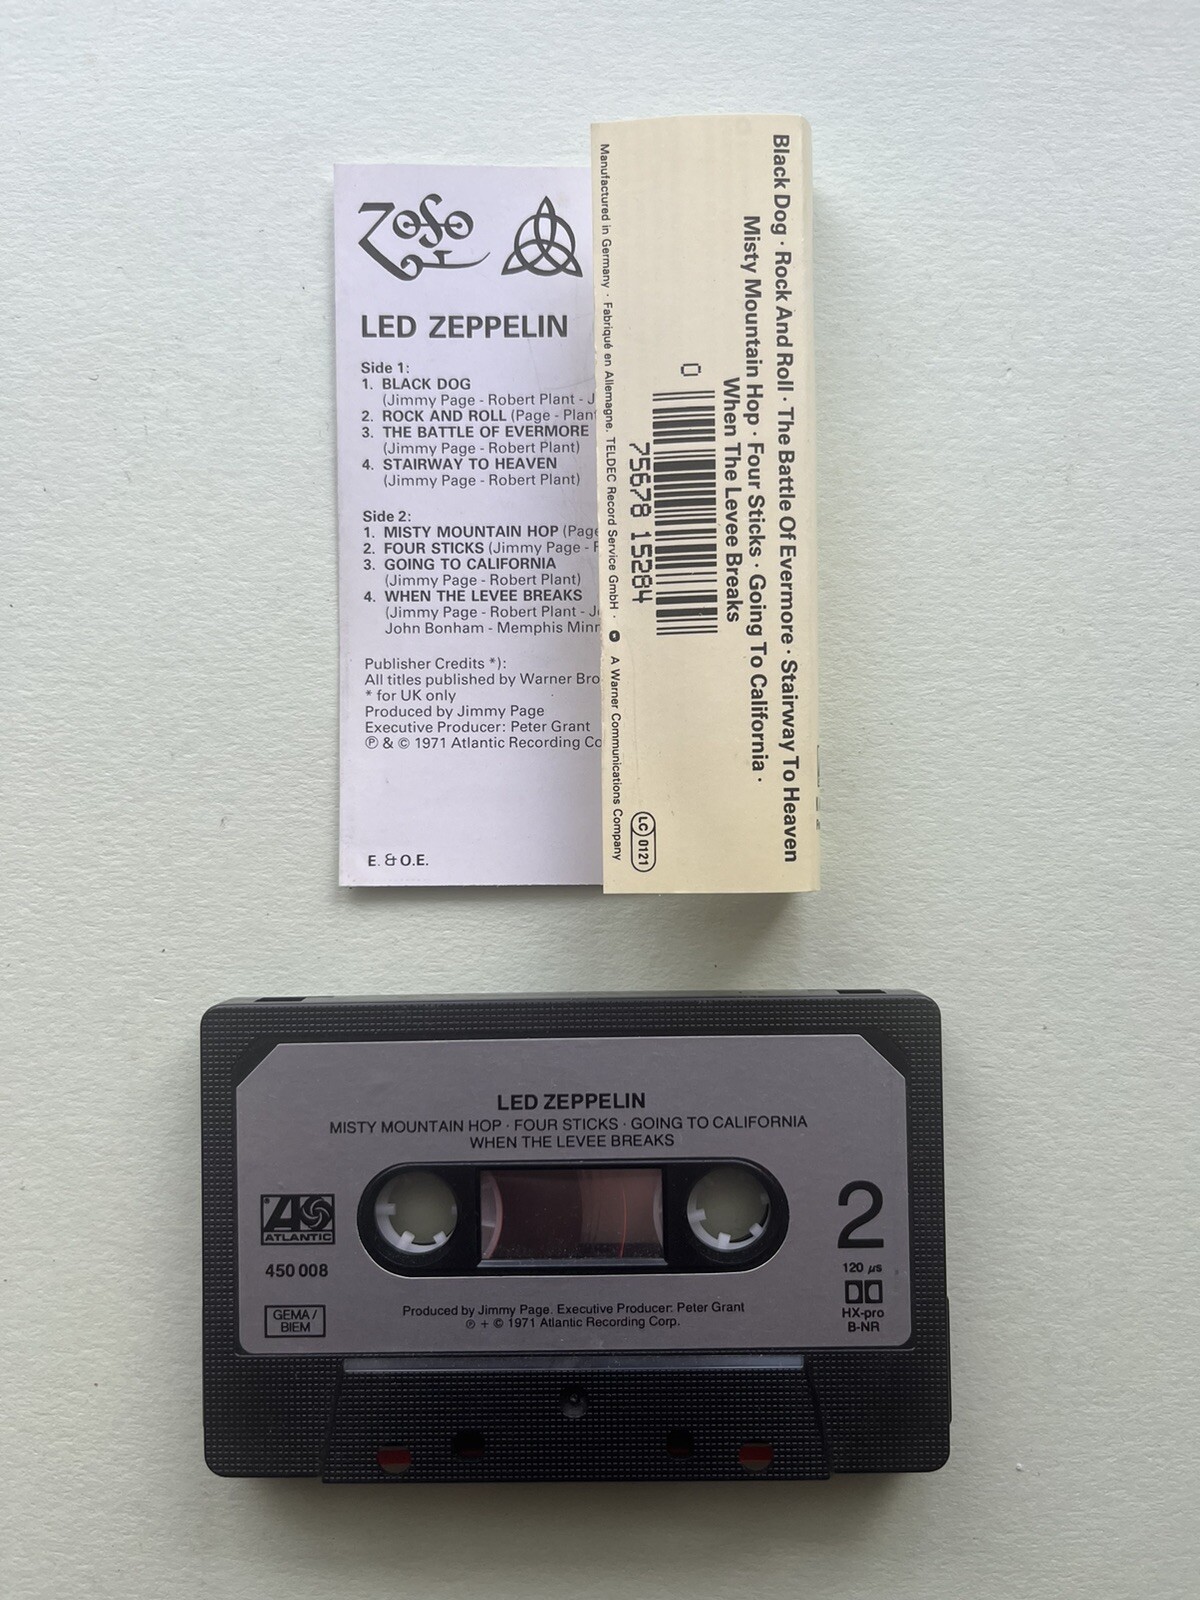 Zoso
LED ZEPPELIN
Side 1:
1. BLACK DOG
(Jimmy Page - Robert Plant - J
2. ROCK AND ROLL (Page - Plan
3. THE BATTLE OF EVERMORE
(Jimmy Page - Robert Plant)
4. STAIRWAY TO HEAVEN
(Jimmy Page - Robert Plant)
Side 2:
1. MISTY MOUNTAIN HOP (Page
2. FOUR STICKS (Jimmy Page -
3. GOING TO CALIFORNIA
(Jimmy Page - Robert Plant)
4. WHEN THE LEVEE BREAKS
(Jimmy Page - Robert Plant - J
John Bonham - Memphis Minn
Publisher Credits *):
All titles published by Warner Bro
* for UK only
Produced by Jimmy Page
Executive Producer: Peter Grant
℗ & © 1971 Atlantic Recording Co
E. & O.E.
Black Dog · Rock And Roll · The Battle Of Evermore · Stairway To Heaven
Misty Mountain Hop · Four Sticks · Going To California ·
When The Levee Breaks
0
75678 15284
LC 0121
Manufactured in Germany · Fabriqué en Allemagne. TELDEC Record Service GmbH · A Warner Communications Company
LED ZEPPELIN
MISTY MOUNTAIN HOP · FOUR STICKS · GOING TO CALIFORNIA
WHEN THE LEVEE BREAKS
ATLANTIC
450 008
GEMA/
BIEM
2
120 µs
HX-pro
B-NR
Produced by Jimmy Page. Executive Producer: Peter Grant
℗ + © 1971 Atlantic Recording Corp.